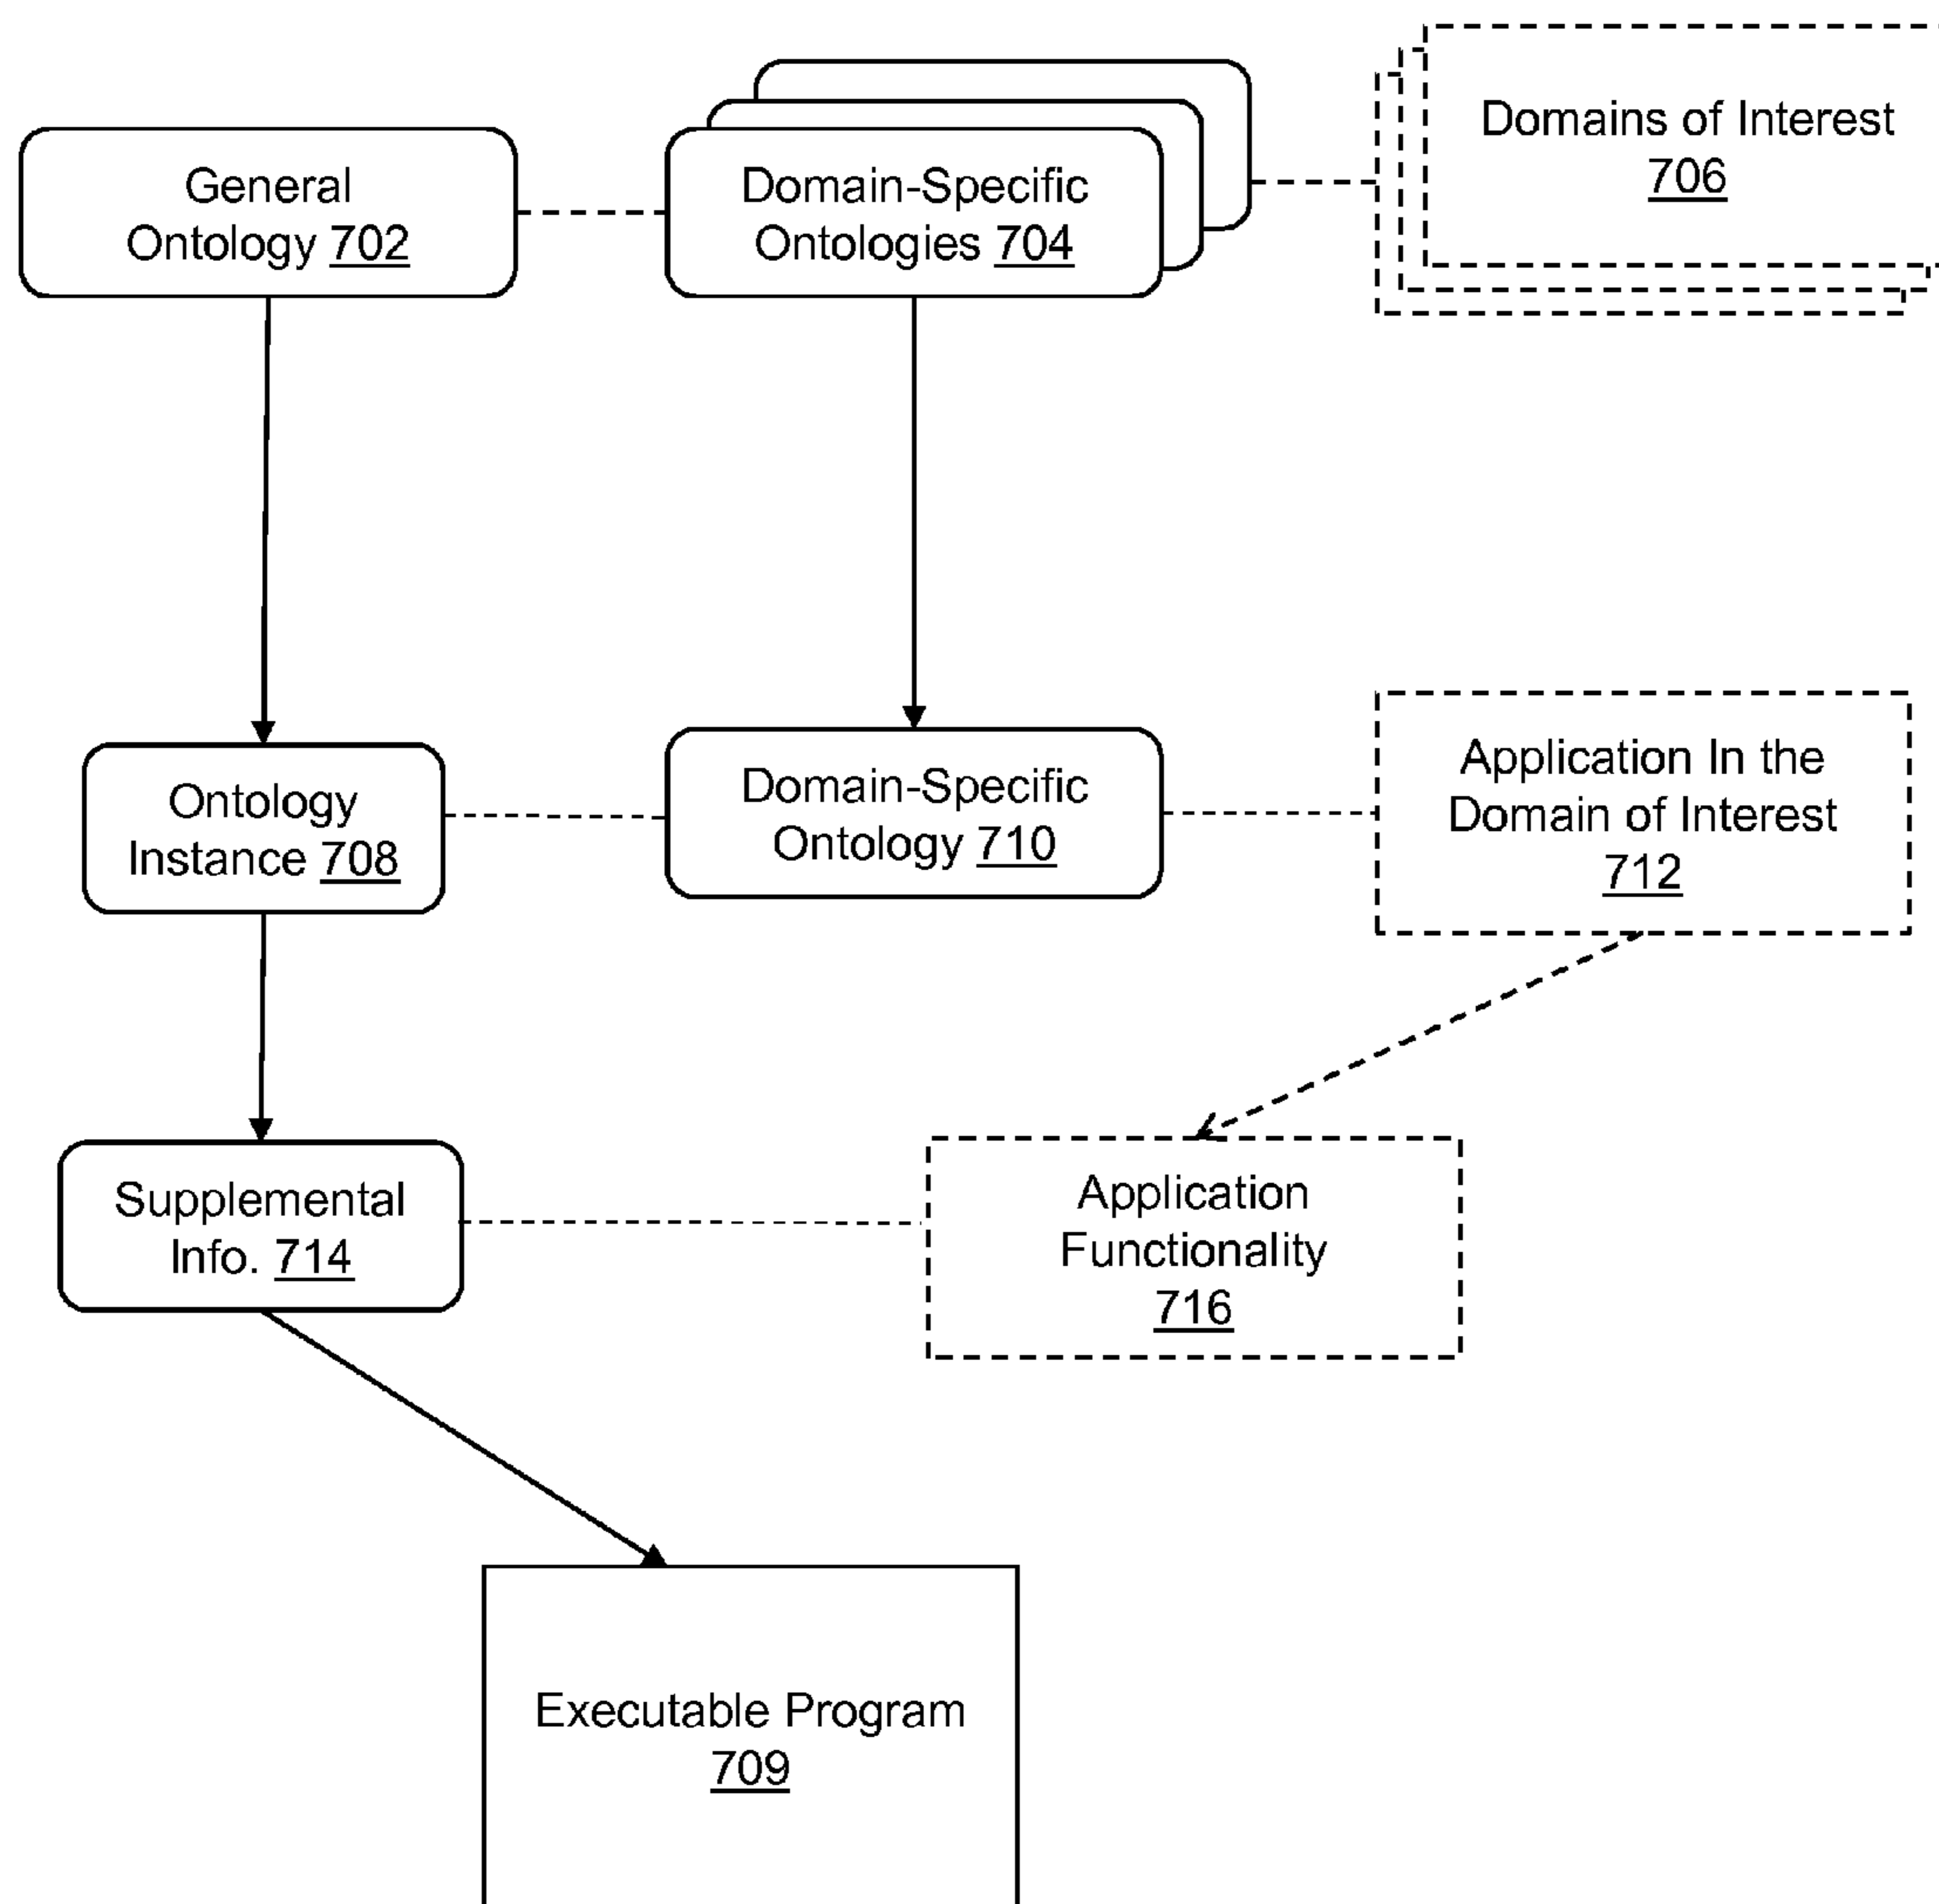 General
Ontology 702
Domain-Specific
Ontologies 704
Domains of Interest
706
Ontology
Instance 708
Domain-Specific
Ontology 710
Application In the
Domain of Interest
712
Supplemental
Info. 714
Application
Functionality
716
Executable Program
709